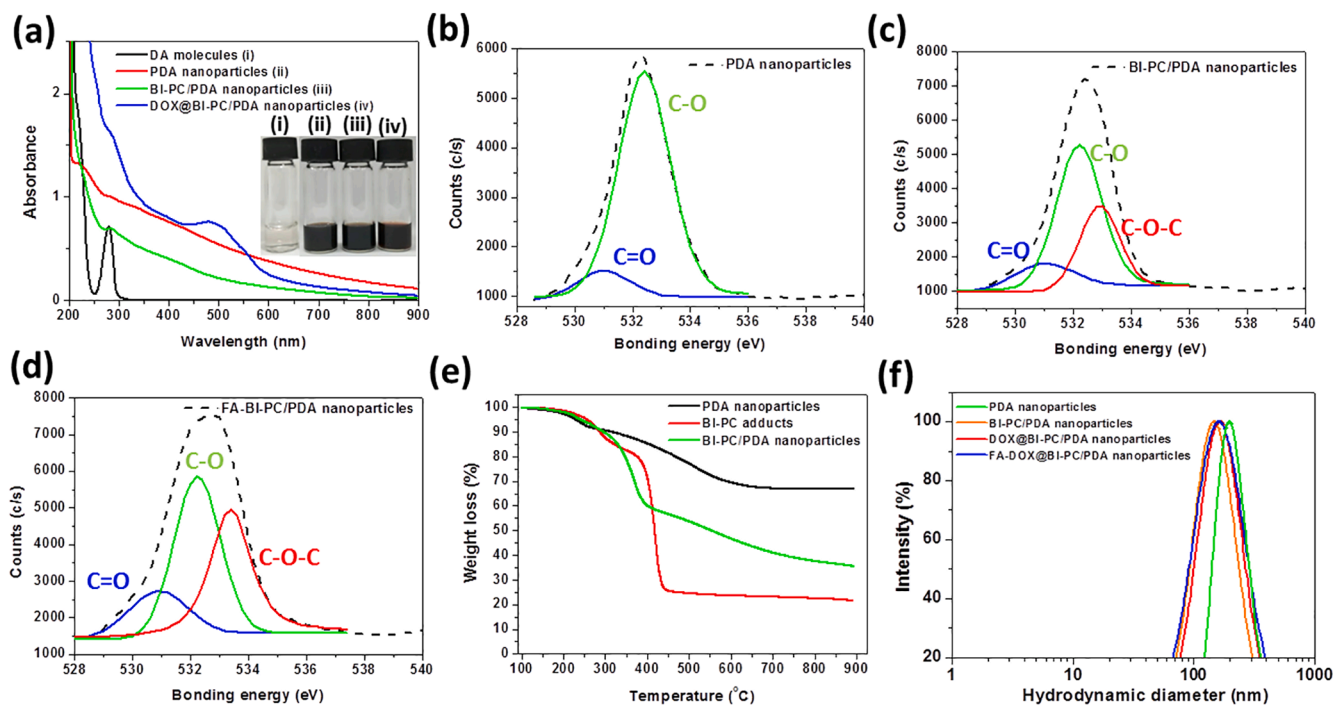 (a)
DA molecules (i)
PDA nanoparticles (ii)
BI-PC/PDA nanoparticles (iii)
DOX@BI-PC/PDA nanoparticles (iv)
(i) (ii) (iii) (iv)
2
1
0
200 300 400 500 600 700 800 900
Absorbance
Wavelength (nm)
(b)
PDA nanoparticles
C-O
C=O
6000
5000
4000
3000
2000
1000
528 530 532 534 536 538 540
Counts (c/s)
Bonding energy (eV)
(c)
BI-PC/PDA nanoparticles
C-O
C-O-C
C=O
8000
7000
6000
5000
4000
3000
2000
1000
528 530 532 534 536 538 540
Counts (c/s)
Bonding energy (eV)
(d)
FA-BI-PC/PDA nanoparticles
C-O
C-O-C
C=O
8000
7000
6000
5000
4000
3000
2000
1000
528 530 532 534 536 538 540
Counts (c/s)
Bonding energy (eV)
(e)
PDA nanoparticles
BI-PC adducts
BI-PC/PDA nanoparticles
100
90
80
70
60
50
40
30
20
10
0
100 200 300 400 500 600 700 800 900
Weight loss (%)
Temperature (°C)
(f)
PDA nanoparticles
BI-PC/PDA nanoparticles
DOX@BI-PC/PDA nanoparticles
FA-DOX@BI-PC/PDA nanoparticles
100
80
60
40
20
1 10 100 1000
Intensity (%)
Hydrodynamic diameter (nm)